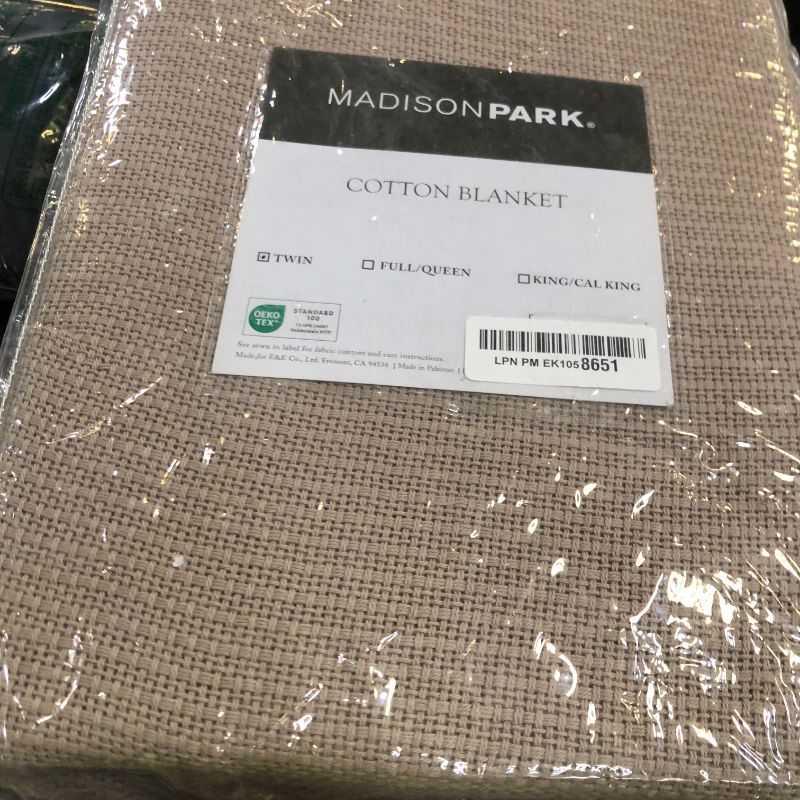 MADISONPARK®
COTTON BLANKET
TWIN
FULL/QUEEN
KING/CAL KING
OEKO
TEX
STANDARD
100
See sewn in label for fabric content and care instructions.
Made for E&E Co., Ltd. Fremont, CA 94538 | Made in Pakistan |
LPN PM EK1058651